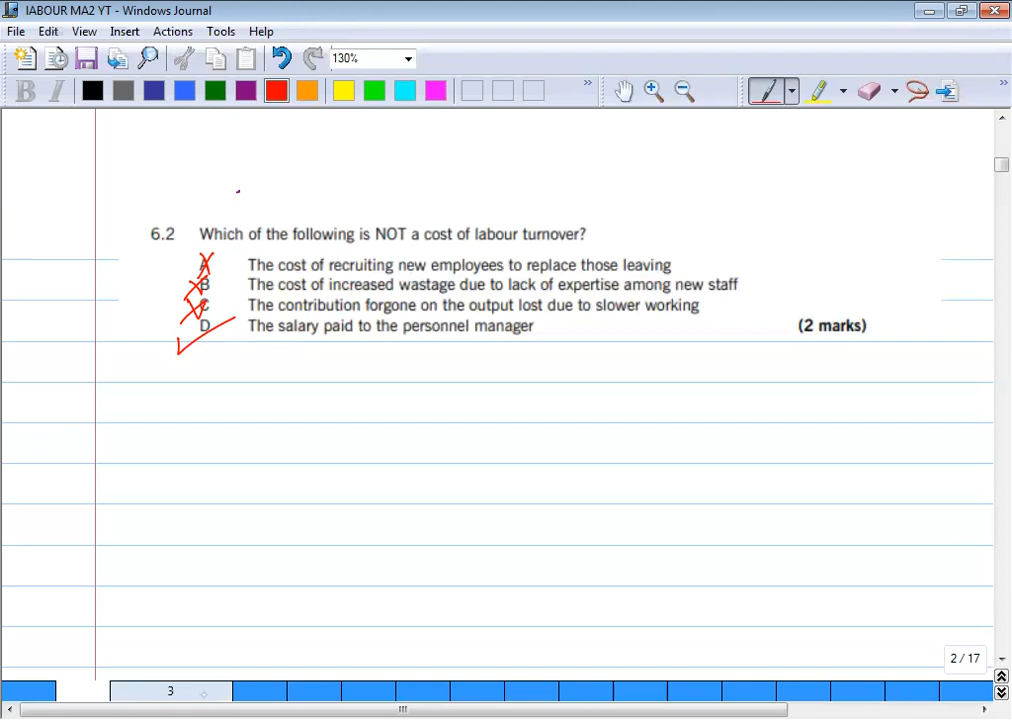 IABOUR MA2 YT - Windows Journal
File Edit View Insert Actions Tools Help
130%
B I
6.2 Which of the following is NOT a cost of labour turnover?
A The cost of recruiting new employees to replace those leaving
B The cost of increased wastage due to lack of expertise among new staff
C The contribution forgone on the output lost due to slower working
D The salary paid to the personnel manager (2 marks)
2 / 17
3